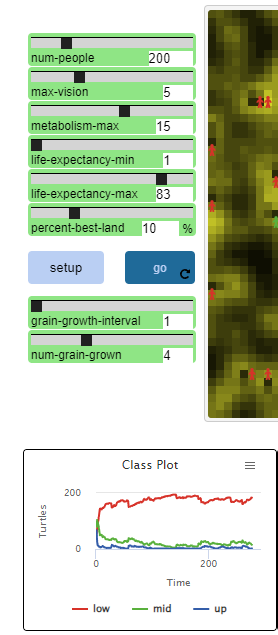 num-people 200
max-vision 5
metabolism-max 15
life-expectancy-min 1
life-expectancy-max 83
percent-best-land 10 %
setup go
grain-growth-interval 1
num-grain-grown 4
Class Plot
200
Turtles
0
0 200
Time
low mid up